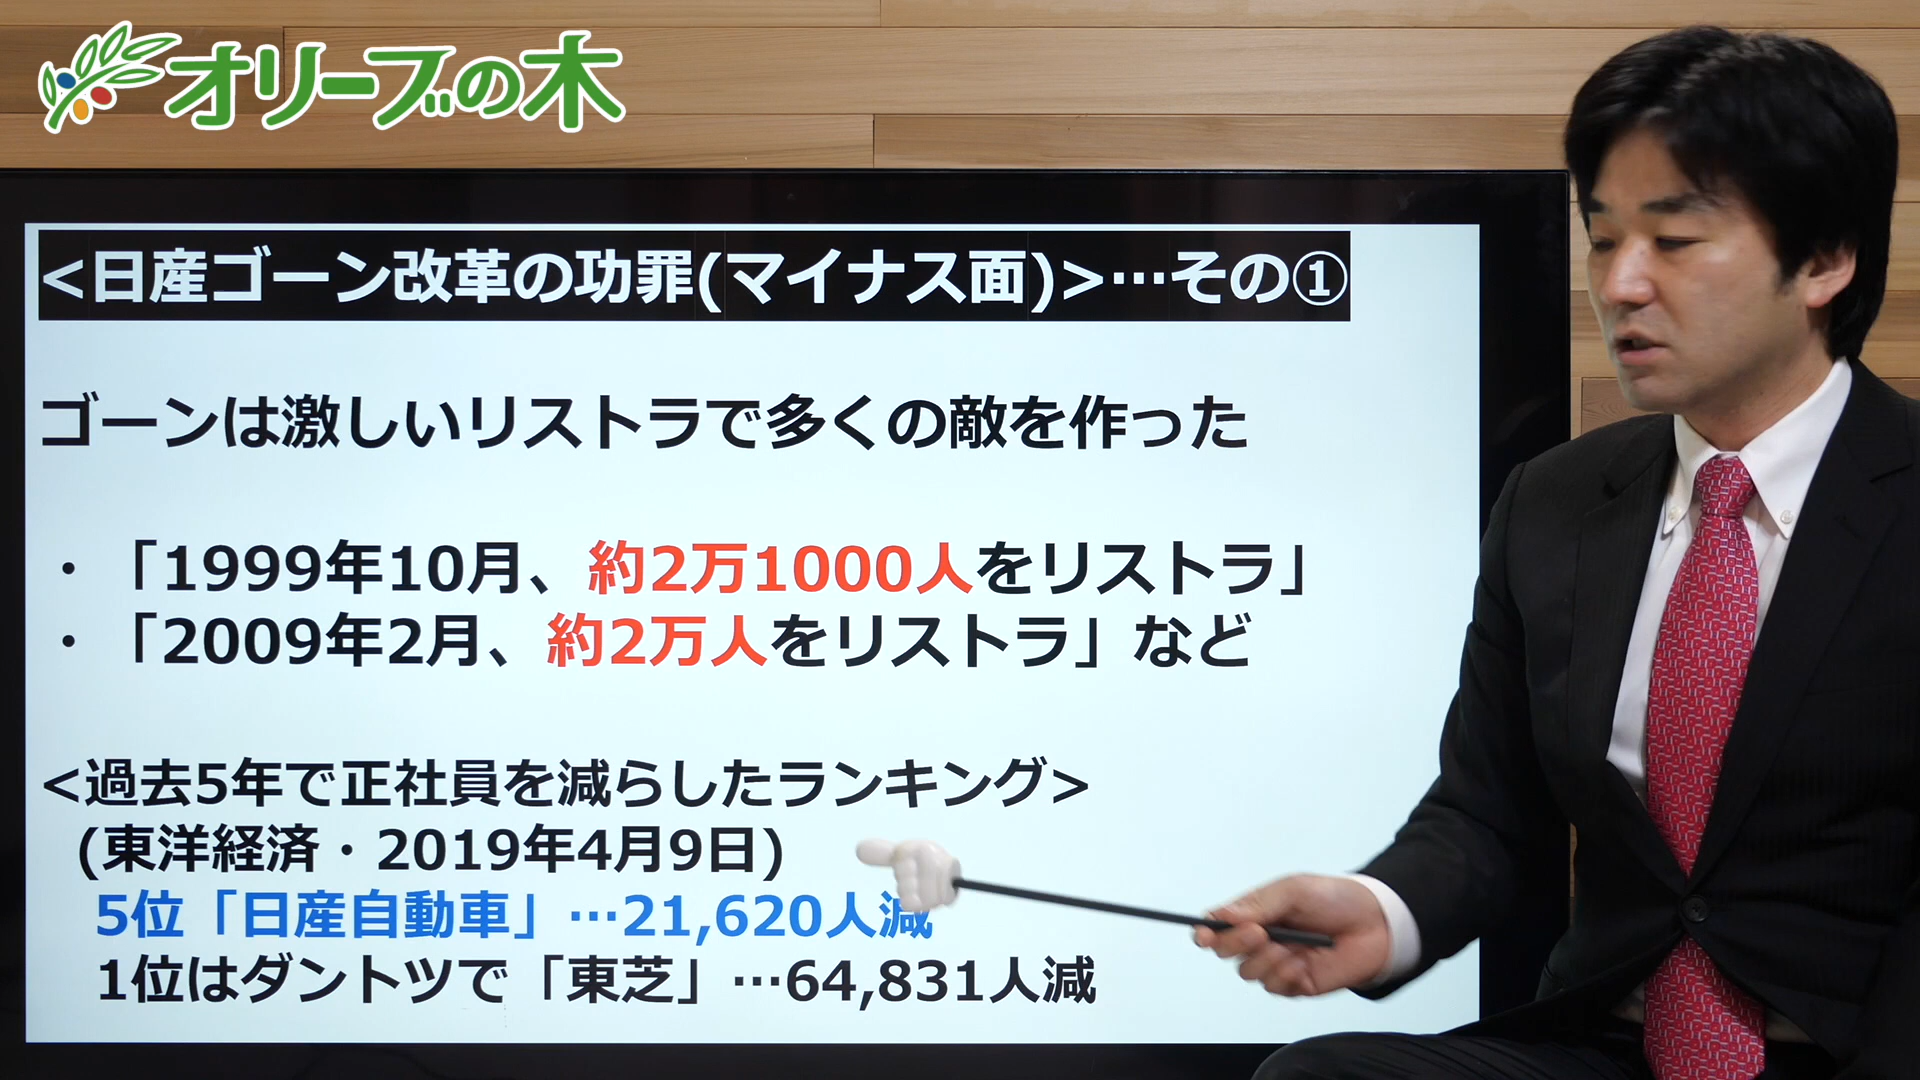 オリーブの木
<日産ゴーン改革の功罪(マイナス面)>…その①
ゴーンは激しいリストラで多くの敵を作った
・「1999年10月、約2万1000人をリストラ」
・「2009年2月、約2万人をリストラ」など
<過去5年で正社員を減らしたランキング>
(東洋経済・2019年4月9日)
5位「日産自動車」…21,620人減
1位はダントツで「東芝」…64,831人減